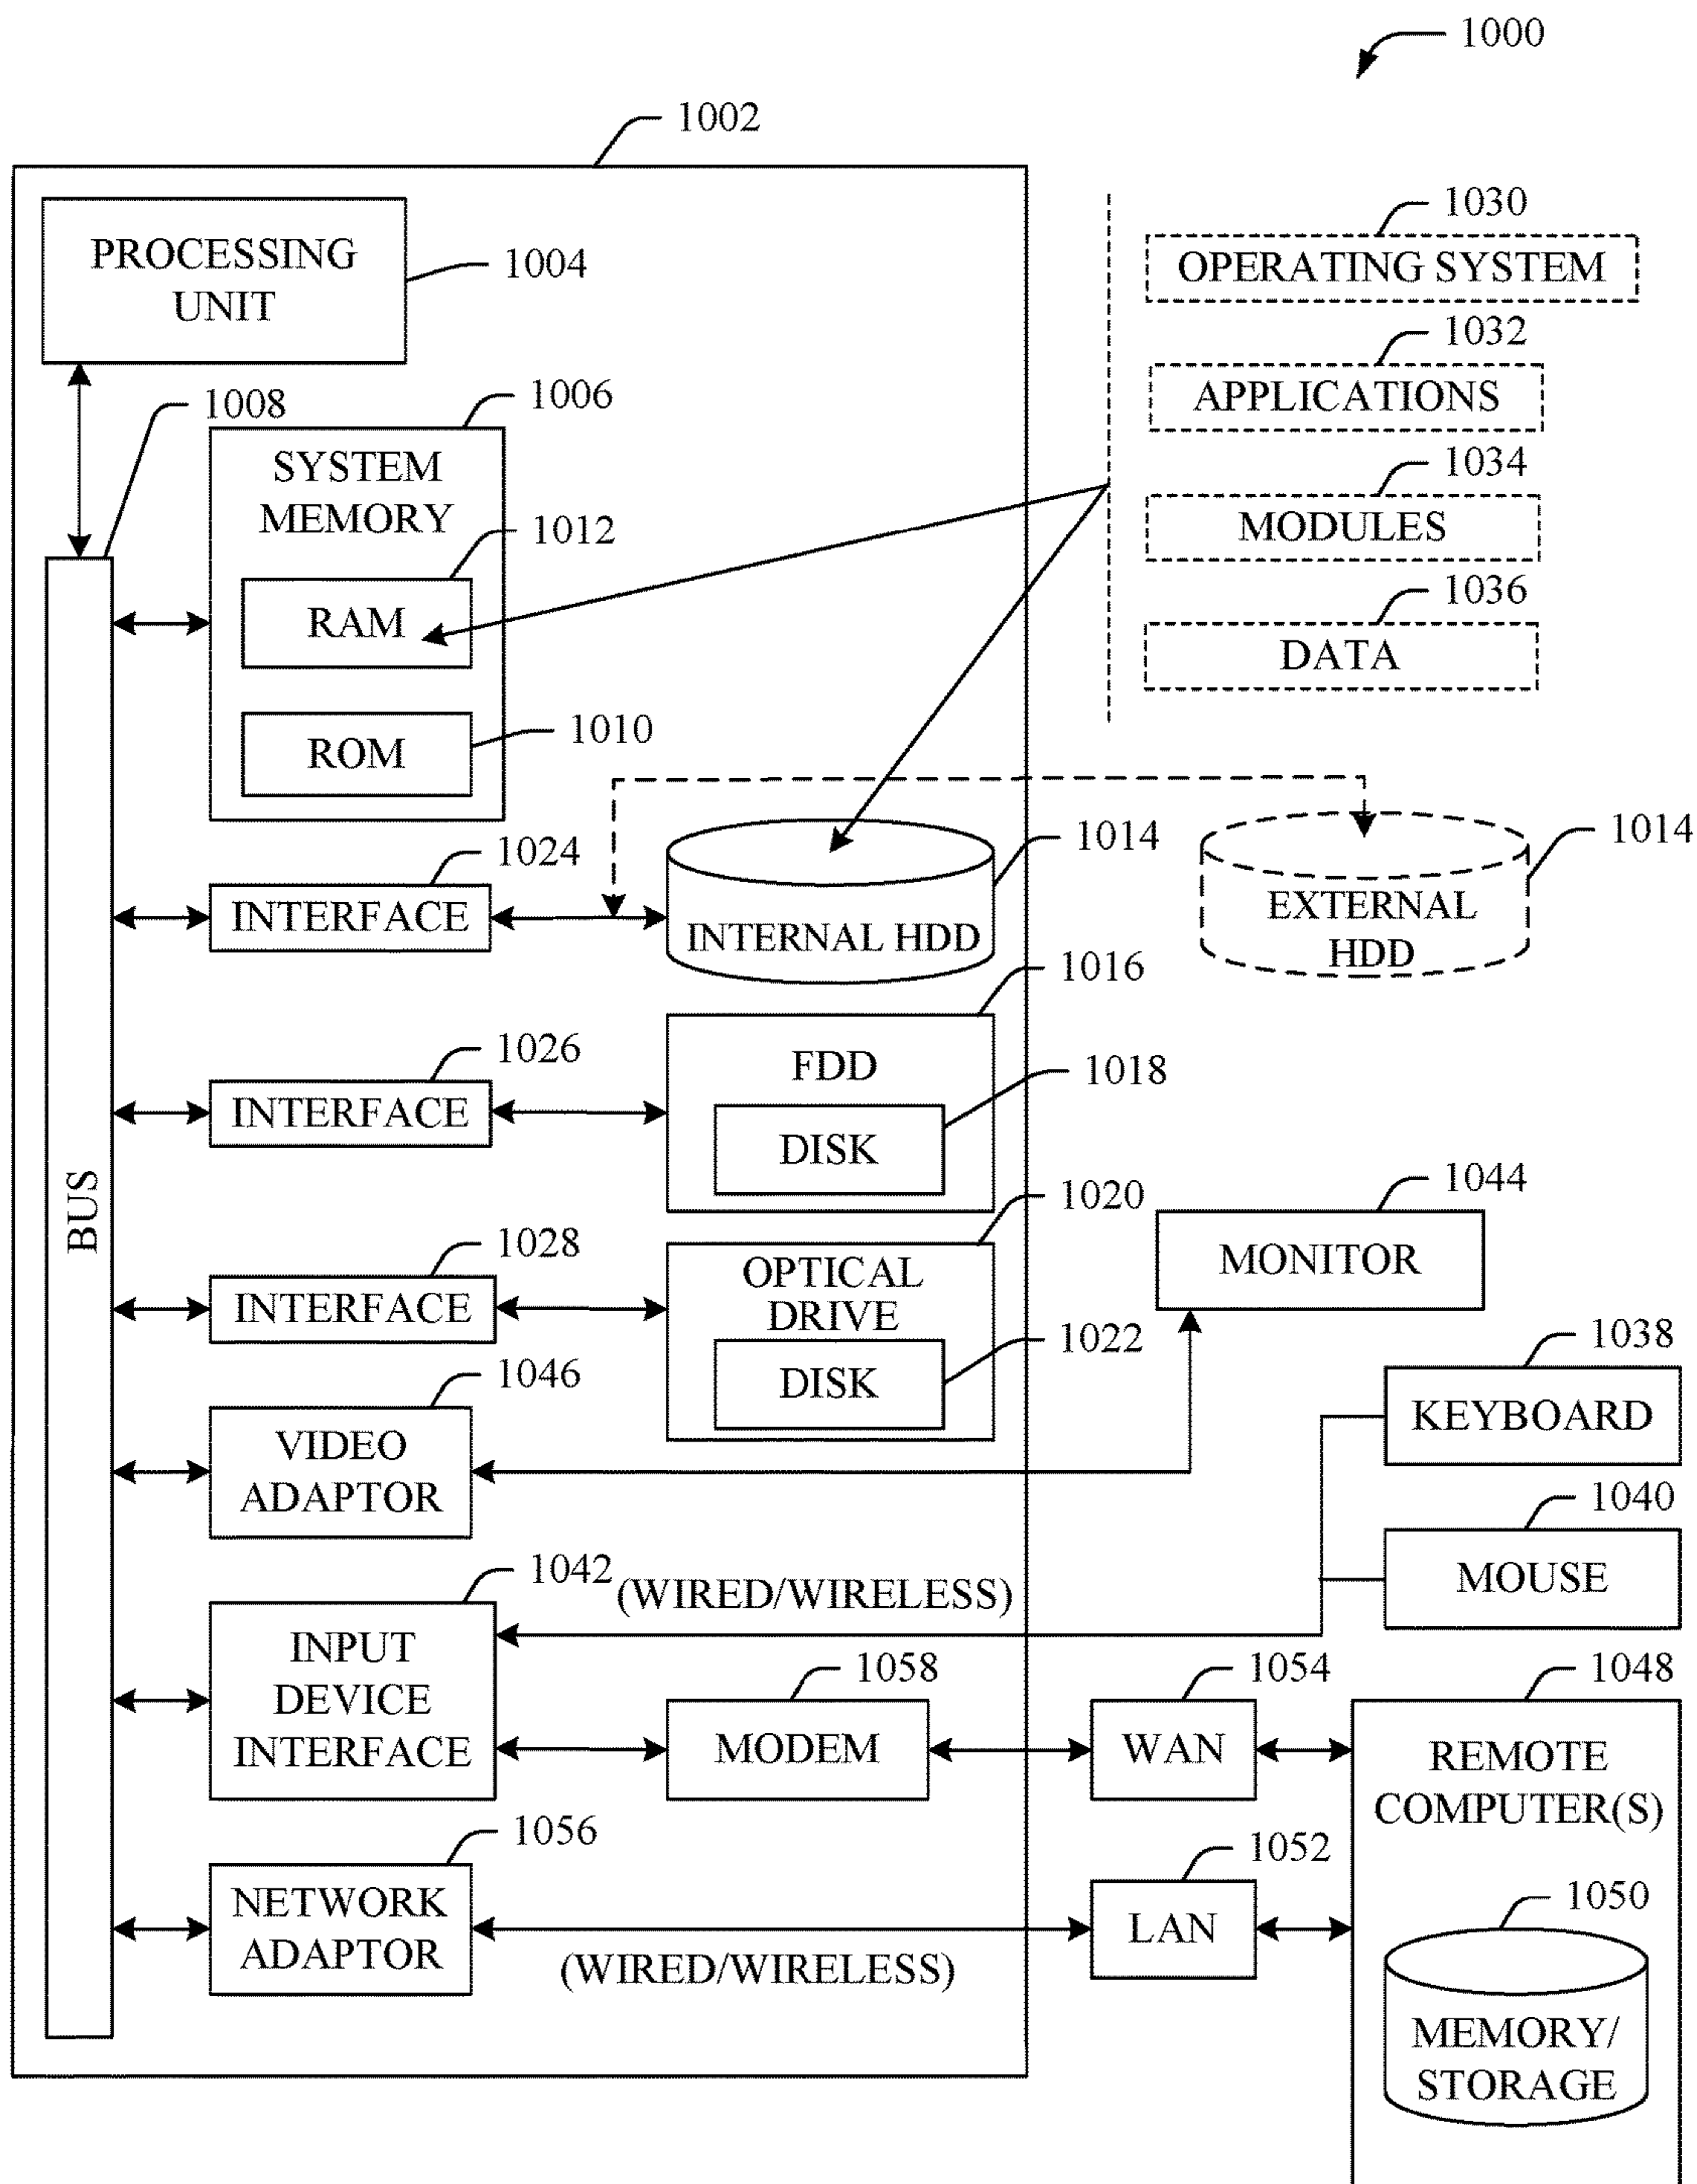 1000
1002
PROCESSING
UNIT
1004
1030
OPERATING SYSTEM
1032
APPLICATIONS
1034
MODULES
1036
DATA
1008
1006
SYSTEM
MEMORY
1012
RAM
1010
ROM
BUS
1024
INTERFACE
1014
INTERNAL HDD
1014
EXTERNAL
HDD
1026
INTERFACE
1016
FDD
1018
DISK
1028
INTERFACE
1020
OPTICAL
DRIVE
1022
DISK
1044
MONITOR
1046
VIDEO
ADAPTOR
1038
KEYBOARD
1040
MOUSE
1042
(WIRED/WIRELESS)
INPUT
DEVICE
INTERFACE
1058
MODEM
1054
WAN
1048
REMOTE
COMPUTER(S)
1056
NETWORK
ADAPTOR
(WIRED/WIRELESS)
1052
LAN
1050
MEMORY/
STORAGE